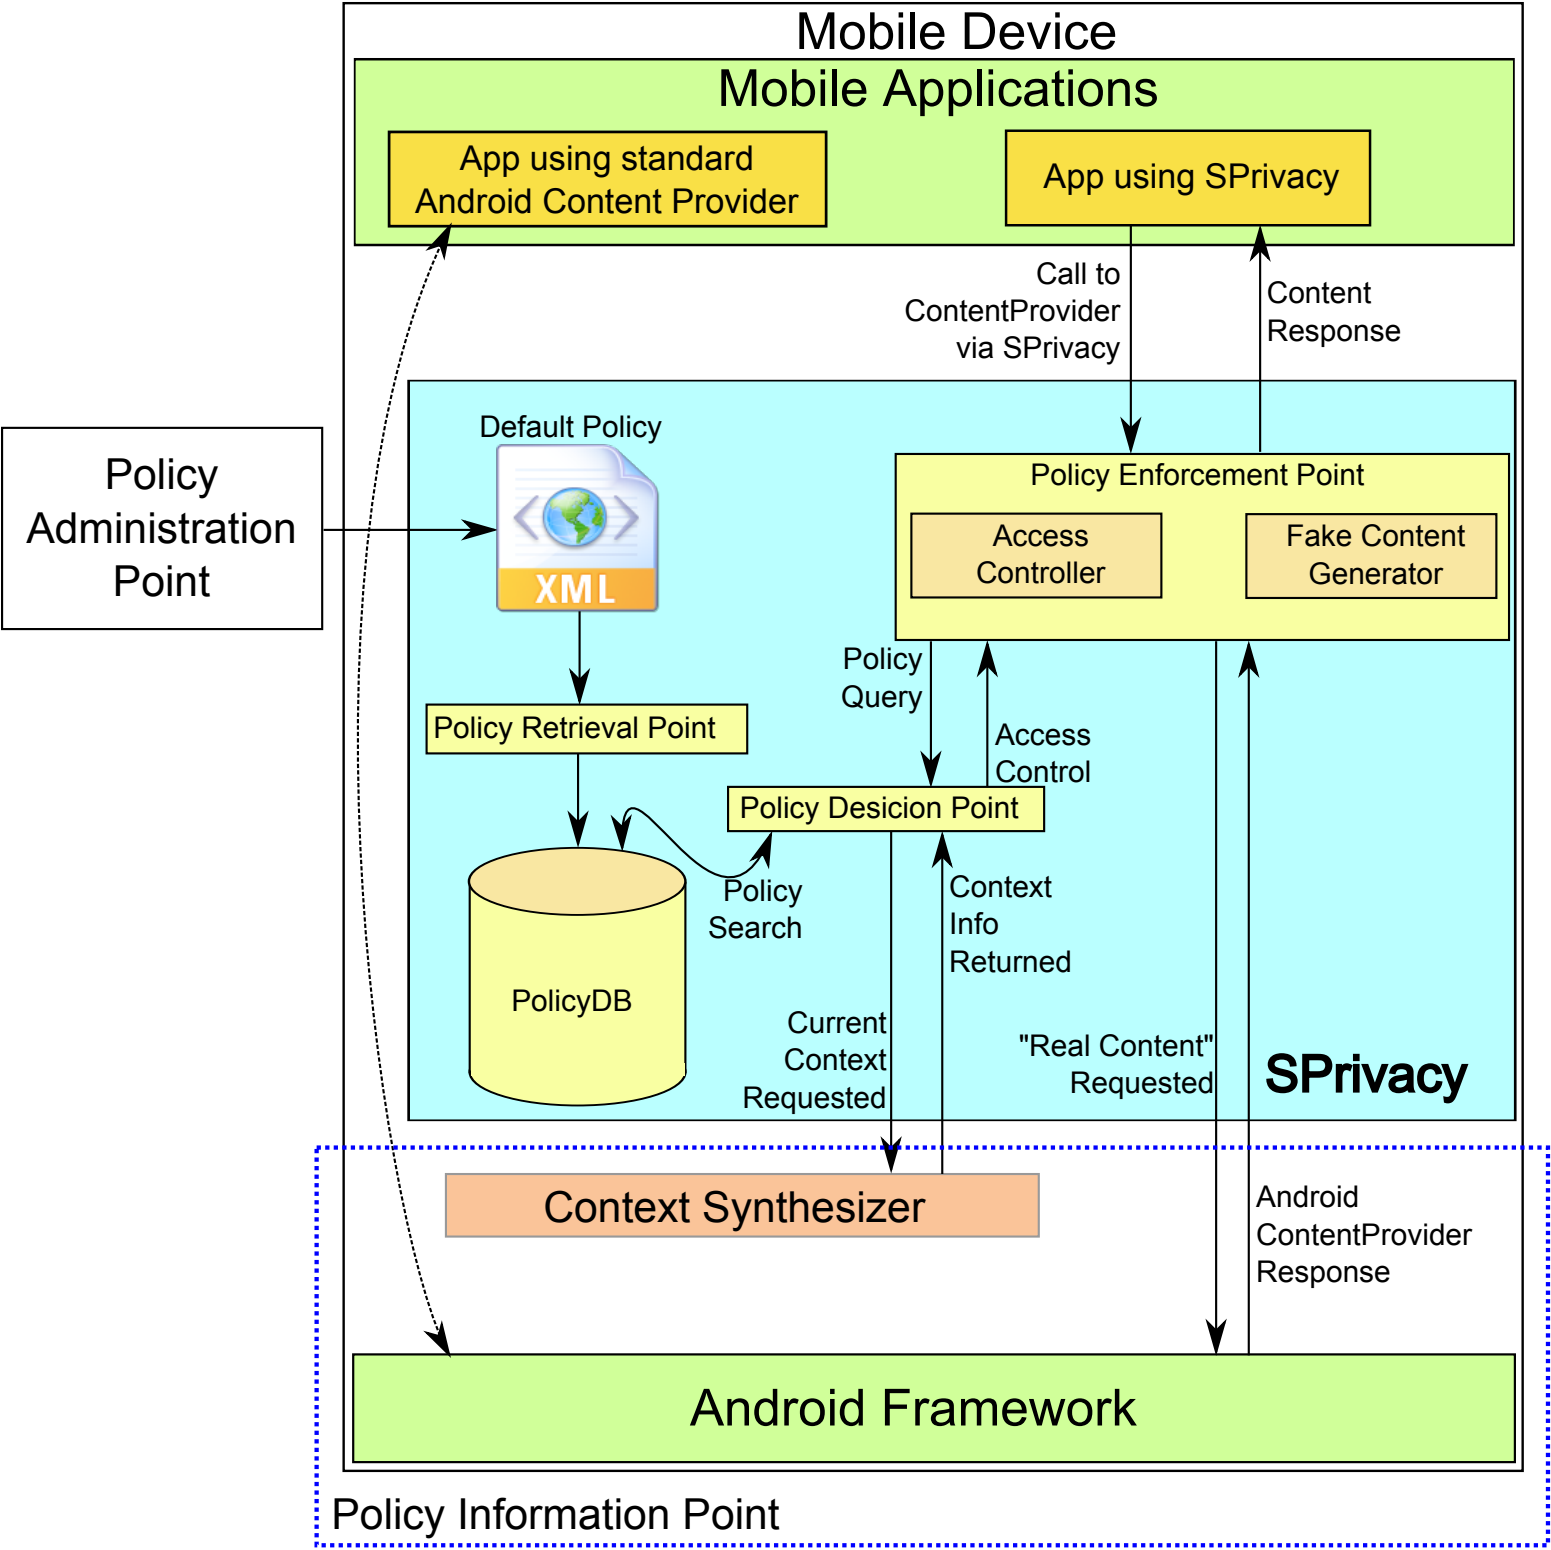 Mobile Device
Mobile Applications
App using standard
Android Content Provider
App using SPrivacy
Call to
ContentProvider
via SPrivacy
Content
Response
Policy
Administration
Point
Default Policy
XML
Policy Enforcement Point
Access
Controller
Fake Content
Generator
Policy
Query
Access
Control
Policy Retrieval Point
Policy Desicion Point
Policy
Search
Context
Info
Returned
PolicyDB
Current
Context
Requested
"Real Content"
Requested
SPrivacy
Context Synthesizer
Android
ContentProvider
Response
Android Framework
Policy Information Point